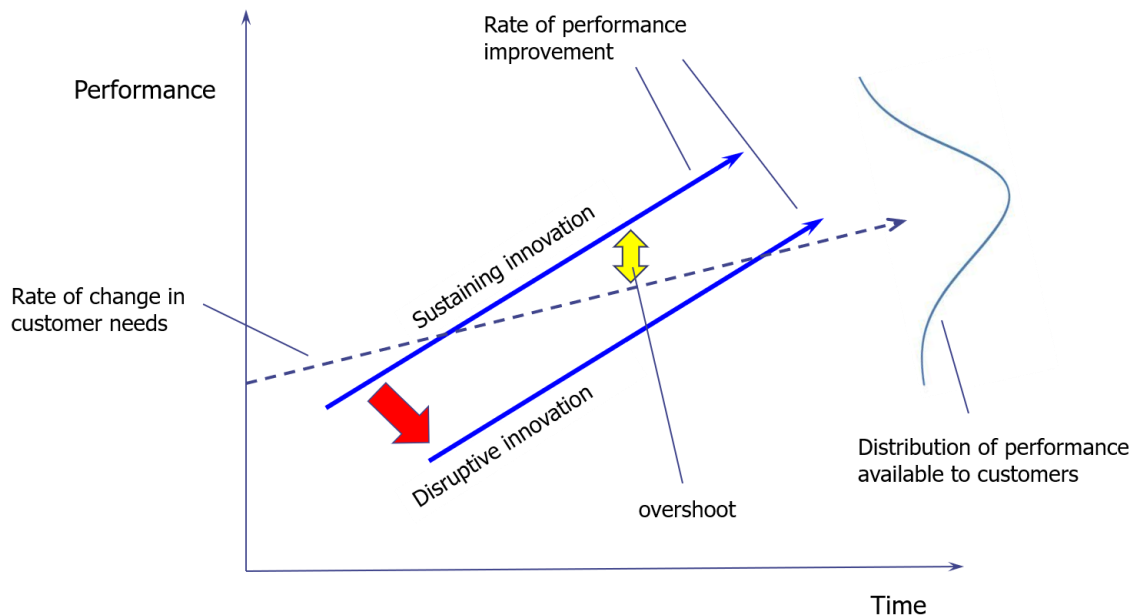 Rate of performance
improvement
Performance
Sustaining innovation
Rate of change in
customer needs
Disruptive innovation
Distribution of performance
available to customers
overshoot
Time